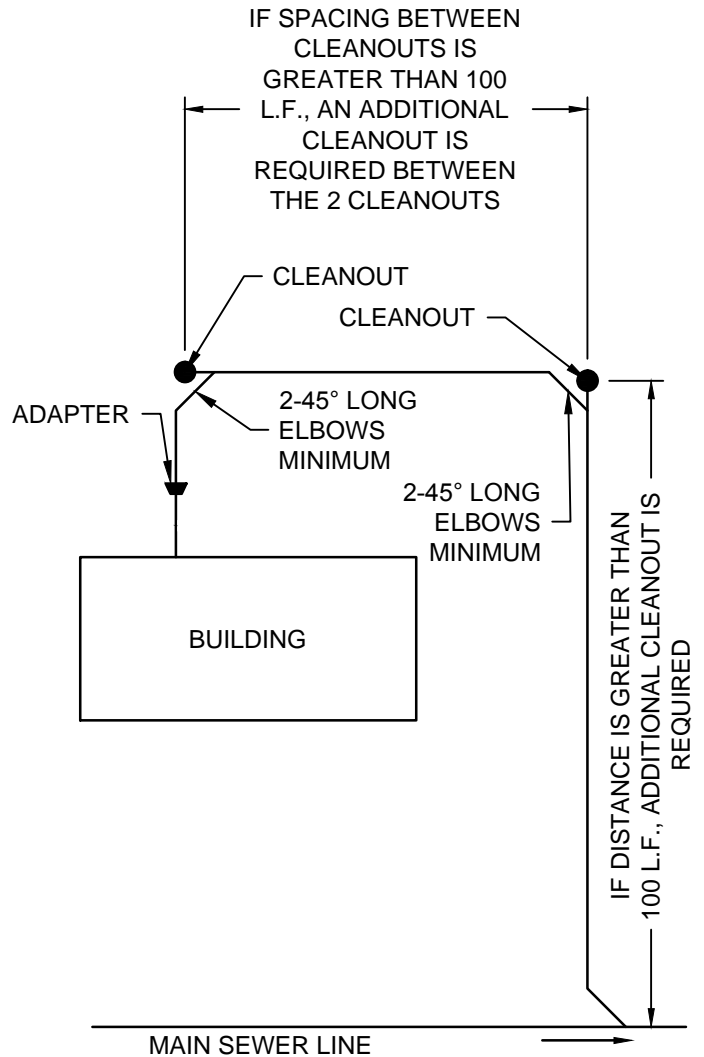 IF SPACING BETWEEN
CLEANOUTS IS
GREATER THAN 100
L.F., AN ADDITIONAL
CLEANOUT IS
REQUIRED BETWEEN
THE 2 CLEANOUTS
CLEANOUT
CLEANOUT
ADAPTER
2-45° LONG
ELBOWS
MINIMUM
2-45° LONG
ELBOWS
MINIMUM
BUILDING
IF DISTANCE IS GREATER THAN
100 L.F., ADDITIONAL CLEANOUT IS
REQUIRED
MAIN SEWER LINE